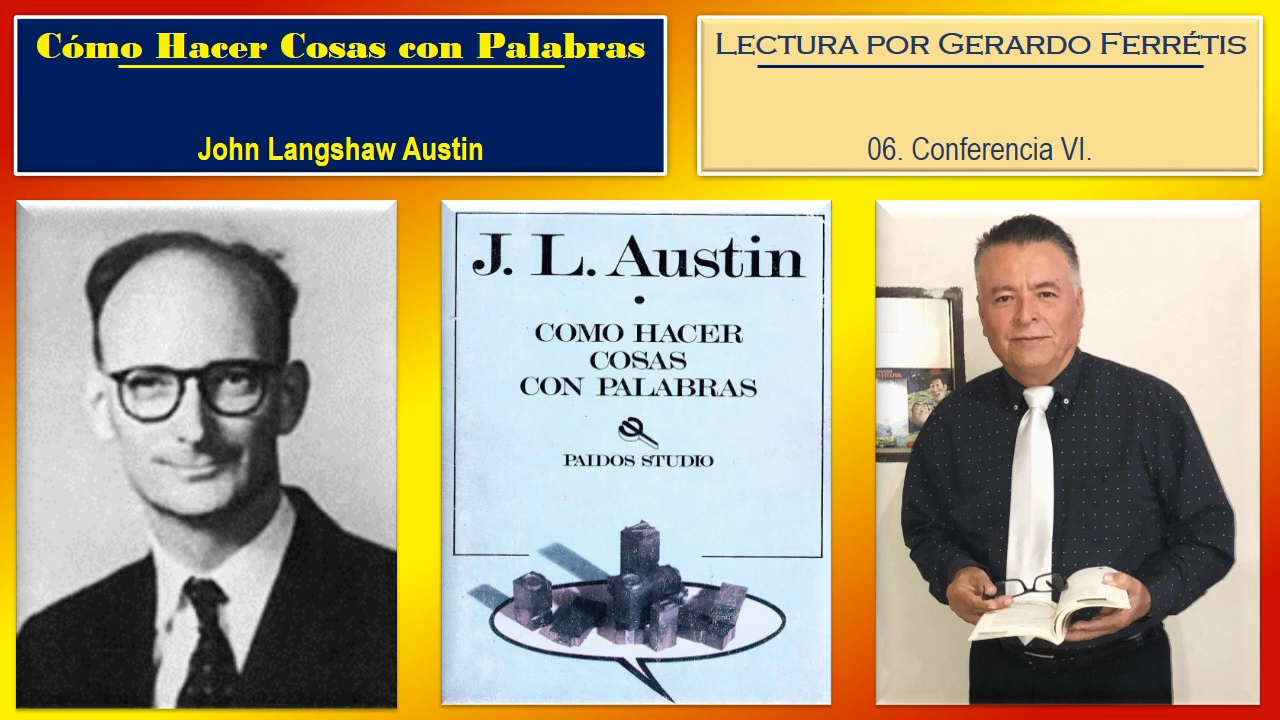 Cómo Hacer Cosas con Palabras
John Langshaw Austin
Lectura por Gerardo Ferrétis
06. Conferencia VI.
J. L. Austin
•
COMO HACER
COSAS
CON PALABRAS
PAIDOS STUDIO